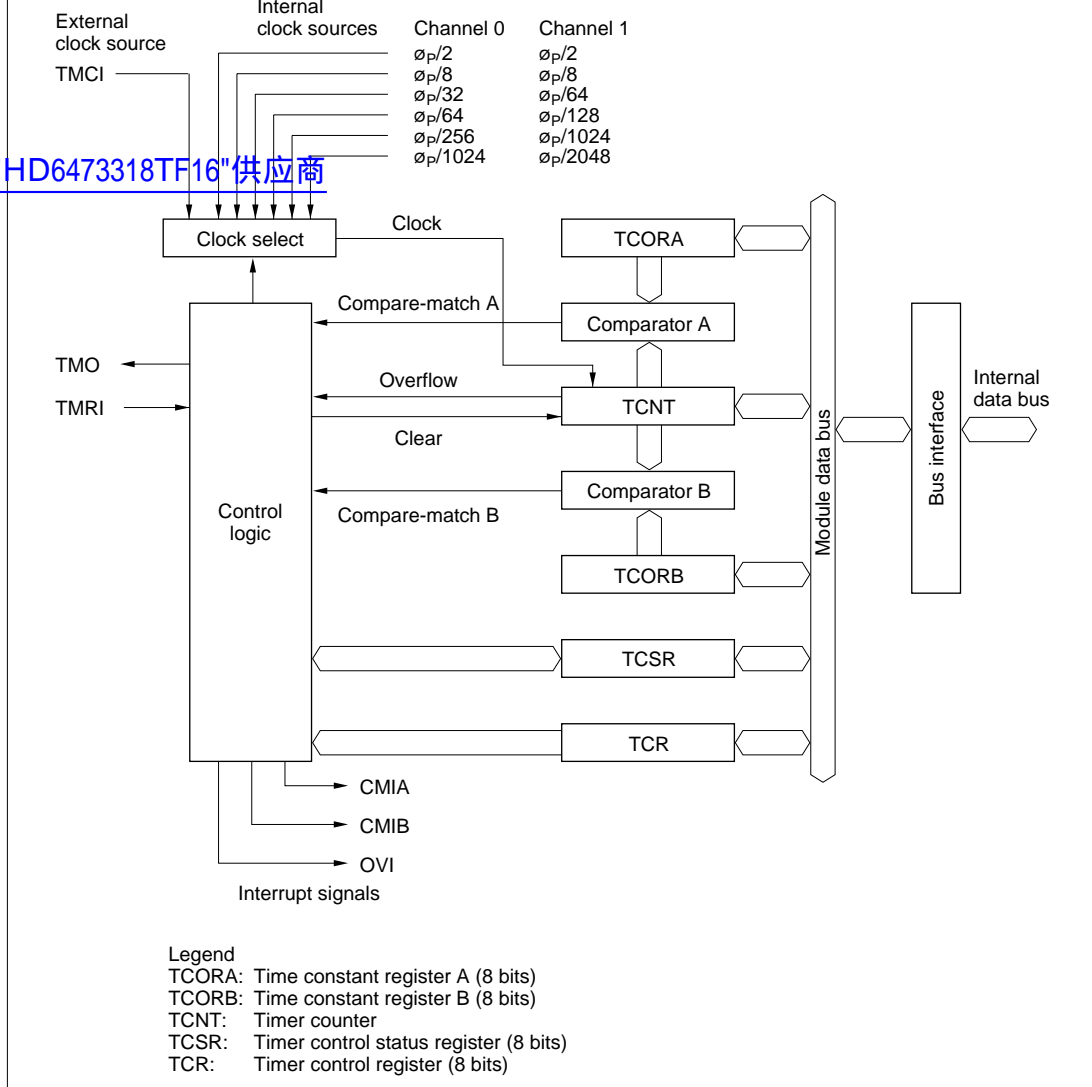 External
clock source
Internal
clock sources
Channel 0
Channel 1
TMCI
øP/2
øP/2
øP/8
øP/8
øP/32
øP/64
øP/64
øP/128
øP/256
øP/1024
øP/1024
øP/2048
HD6473318TF16"供应商
Clock select
Clock
TCORA
Compare-match A
Comparator A
TMO
Overflow
TMRI
TCNT
Clear
Control
logic
Comparator B
Compare-match B
TCORB
TCSR
TCR
Module data bus
Bus interface
Internal
data bus
CMIA
CMIB
OVI
Interrupt signals
Legend
TCORA: Time constant register A (8 bits)
TCORB: Time constant register B (8 bits)
TCNT: Timer counter
TCSR: Timer control status register (8 bits)
TCR: Timer control register (8 bits)